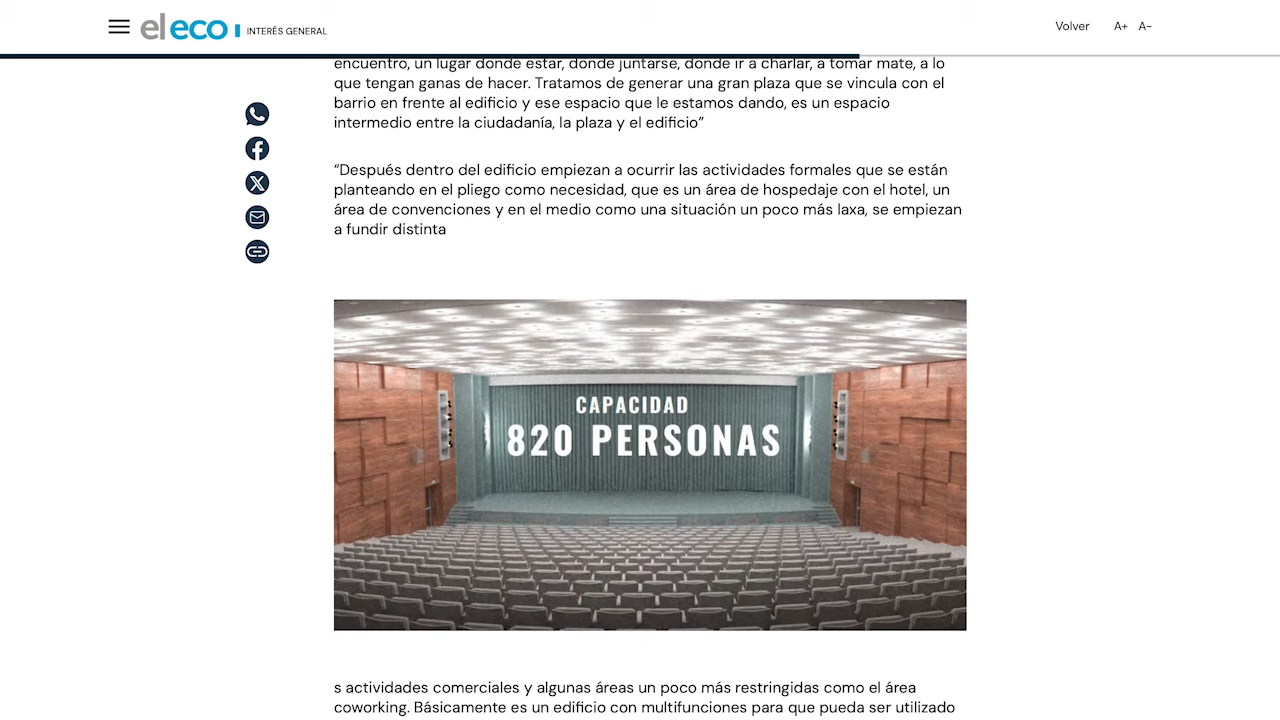 el eco
INTERÉS GENERAL
Volver
A+
A-
encuentro, un lugar donde estar, donde juntarse, donde ir a charlar, a tomar mate, a lo
que tengan ganas de hacer. Tratamos de generar una gran plaza que se vincula con el
barrio en frente al edificio y ese espacio que le estamos dando, es un espacio
intermedio entre la ciudadanía, la plaza y el edificio”
“Después dentro del edificio empiezan a ocurrir las actividades formales que se están
planteando en el pliego como necesidad, que es un área de hospedaje con el hotel, un
área de convenciones y en el medio como una situación un poco más laxa, se empiezan
a fundir distinta
CAPACIDAD
820 PERSONAS
s actividades comerciales y algunas áreas un poco más restringidas como el área
coworking. Básicamente es un edificio con multifunciones para que pueda ser utilizado